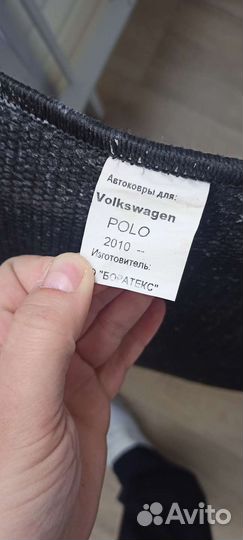 Автоковры для:
Volkswagen
POLO
2010 --
Изготовитель:
"БОРАТЕКС"
Avito